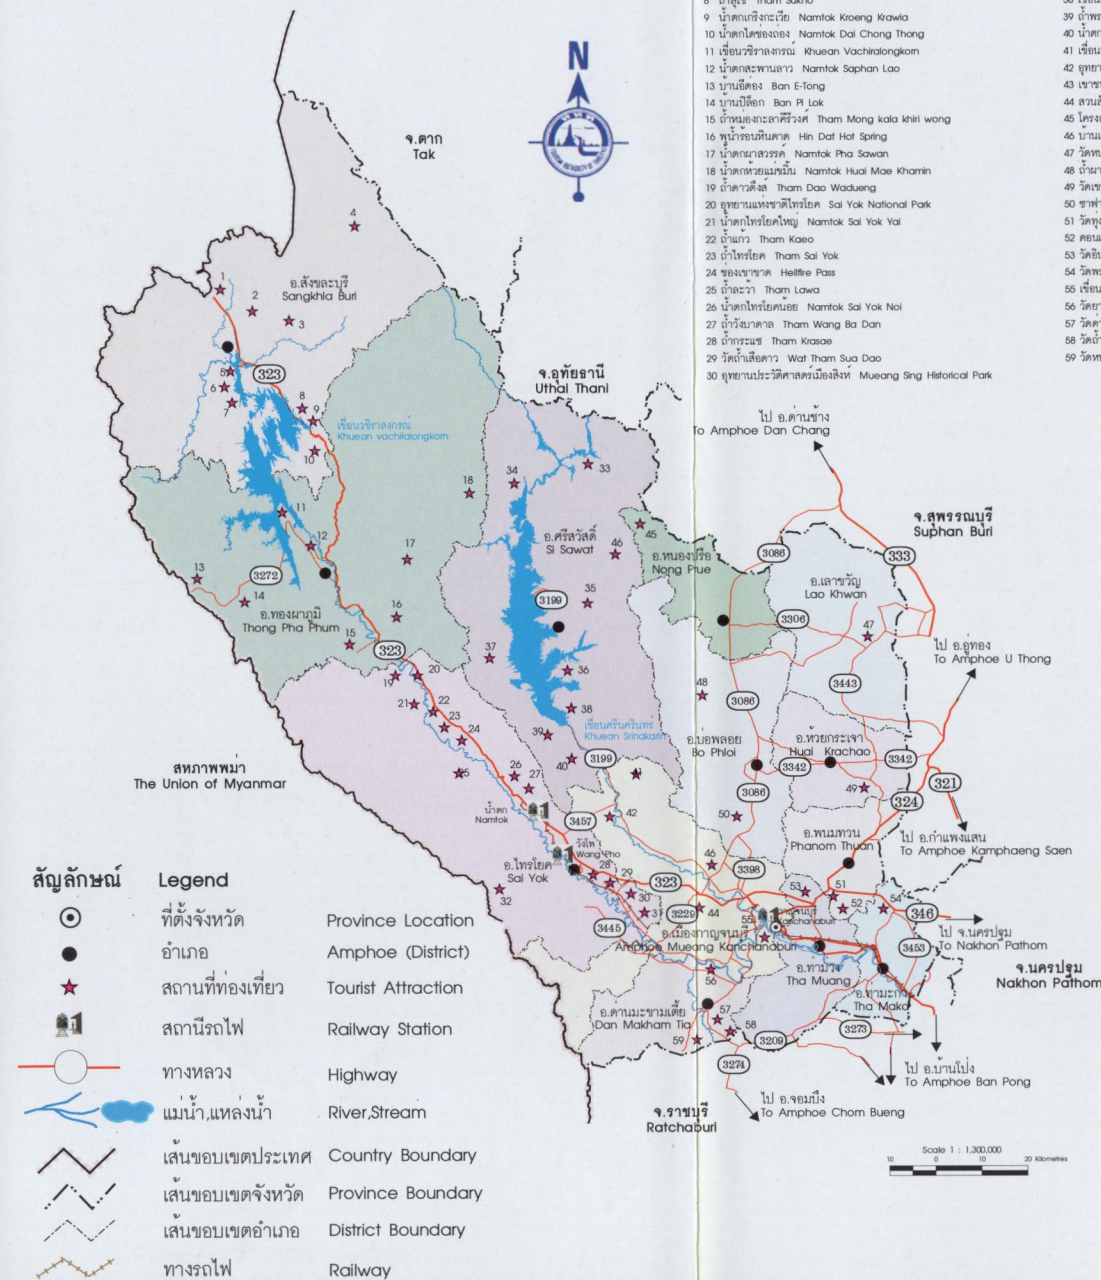 9 น้ำตกเกริงกะเวีย Namtok Kroeng Krawia
10 น้ำตกไดช่องถ่อง Namtok Dai Chong Thong
11 เขื่อนวชิราลงกรณ์ Khuean Vachiralongkorn
12 น้ำตกสะพานลาว Namtok Saphan Lao
13 บ้านอีต่อง Ban E-Tong
14 บ้านปิล็อก Ban Pi Lok
15 ถ้ำหม่องกะลาคีรีวงศ์ Tham Mong kala khiri wong
16 พุน้ำร้อนหินดาด Hin Dat Hot Spring
17 น้ำตกผาสวรรค์ Namtok Pha Sawan
18 น้ำตกห้วยแม่ขมิ้น Namtok Huai Mae Khamin
19 ถ้ำดาวดึงส์ Tham Dao Wadueng
20 อุทยานแห่งชาติไทรโยค Sai Yok National Park
21 น้ำตกไทรโยคใหญ่ Namtok Sai Yok Yai
22 ถ้ำแก้ว Tham Kaeo
23 ถ้ำไทรโยค Tham Sai Yok
24 ช่องเขาขาด Hellfire Pass
25 ถ้ำละว้า Tham Lawa
26 น้ำตกไทรโยคน้อย Namtok Sai Yok Noi
27 ถ้ำวังบาดาล Tham Wang Ba Dan
28 ถ้ำกระแซ Tham Krasae
29 วัดถ้ำเสือดาว Wat Tham Sua Dao
30 อุทยานประวัติศาสตร์เมืองสิงห์ Mueang Sing Historical Park
N
จ.ตาก
Tak
อ.สังขละบุรี
Sangkhla Buri
จ.อุทัยธานี
Uthai Thani
323
เขื่อนวชิราลงกรณ์
Khuean vachilalongkorn
ไป อ.ด่านช้าง
To Amphoe Dan Chang
จ.สุพรรณบุรี
Suphan Buri
อ.ศรีสวัสดิ์
Si Sawat
อ.หนองปรือ
Nong Prue
3086
333
อ.เลาขวัญ
Lao Khwan
3272
3199
3306
อ.ทองผาภูมิ
Thong Pha Phum
323
ไป อ.อู่ทอง
To Amphoe U Thong
3443
3086
เขื่อนศรีนครินทร์
Khuean Srinakarin
อ.บ่อพลอย
Bo Phloi
อ.ห้วยกระเจา
Huai Krachao
สหภาพพม่า
The Union of Myanmar
3199
3342
3342
321
3086
324
น้ำตก
Namtok
3457
อ.พนมทวน
Phanom Thuan
ไป อ.กำแพงแสน
To Amphoe Kamphaeng Saen
วังโพ
Wang Pho
อ.ไทรโยค
Sai Yok
323
3398
3229
346
3445
กาญจนบุรี
Kanchanaburi
อ.เมืองกาญจนบุรี
Amphoe Mueang Kanchanaburi
ไป จ.นครปฐม
To Nakhon Pathom
3453
จ.นครปฐม
Nakhon Pathom
อ.ท่าม่วง
Tha Muang
อ.ท่ามะกา
Tha Maka
อ.ด่านมะขามเตี้ย
Dan Makham Tia
3209
3273
3274
ไป อ.บ้านโป่ง
To Amphoe Ban Pong
ไป อ.จอมบึง
To Amphoe Chom Bueng
จ.ราชบุรี
Ratchaburi
Scale 1 : 1,300,000
10 0 10 20 Kilometres
สัญลักษณ์ Legend
ที่ตั้งจังหวัด Province Location
อำเภอ Amphoe (District)
สถานที่ท่องเที่ยว Tourist Attraction
สถานีรถไฟ Railway Station
ทางหลวง Highway
แม่น้ำ,แหล่งน้ำ River,Stream
เส้นขอบเขตประเทศ Country Boundary
เส้นขอบเขตจังหวัด Province Boundary
เส้นขอบเขตอำเภอ District Boundary
ทางรถไฟ Railway